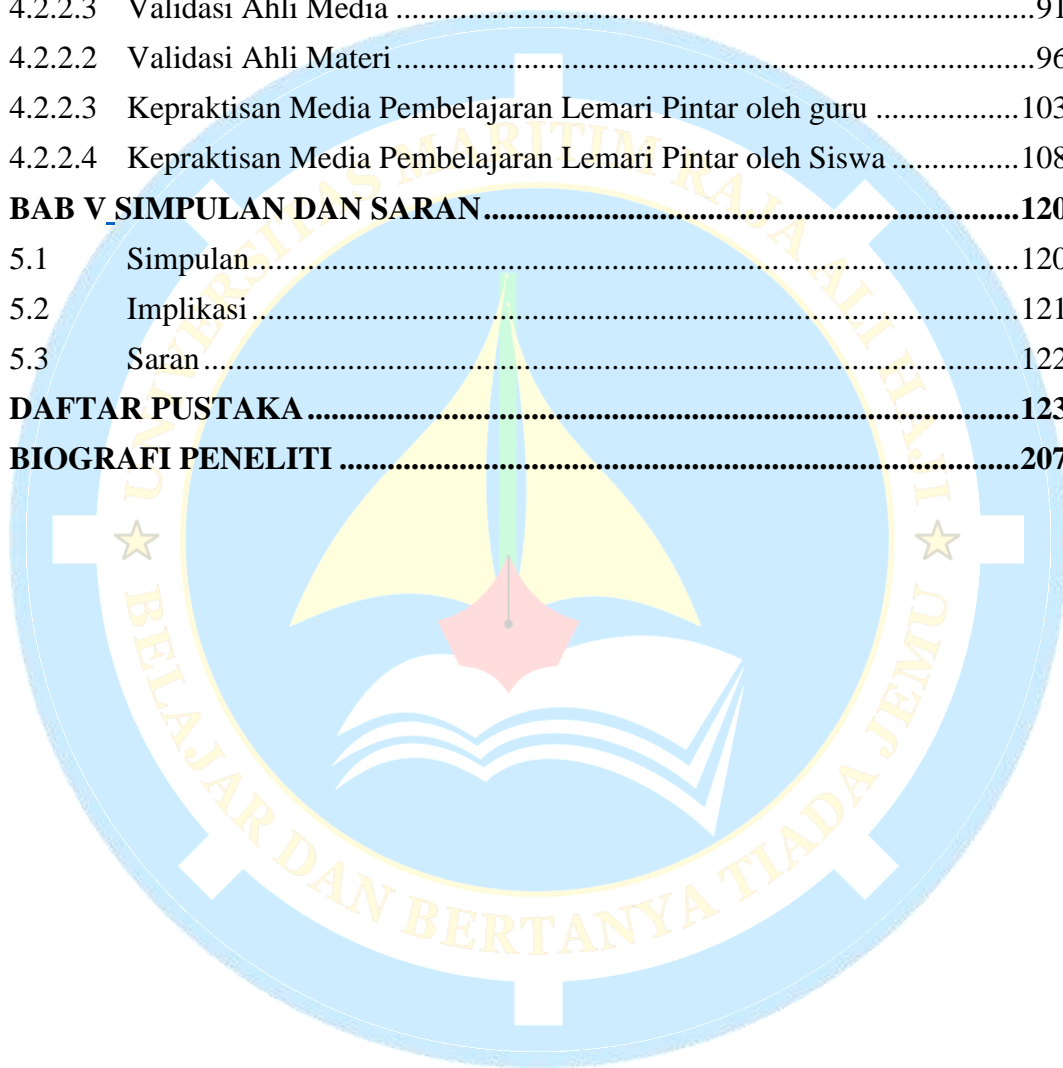 4.2.2.3 Validasi Ahli Media ........ 91
4.2.2.2 Validasi Ahli Materi ........ 96
4.2.2.3 Kepraktisan Media Pembelajaran Lemari Pintar oleh guru ........ 103
4.2.2.4 Kepraktisan Media Pembelajaran Lemari Pintar oleh Siswa ........ 108
BAB V SIMPULAN DAN SARAN ........ 120
5.1 Simpulan ........ 120
5.2 Implikasi ........ 121
5.3 Saran ........ 122
DAFTAR PUSTAKA ........ 123
BIOGRAFI PENELITI ........ 207
UNIVERSITAS MARITIM RAJA ALI HAJI
BELAJAR DAN BERTANYA TIADA JEMU